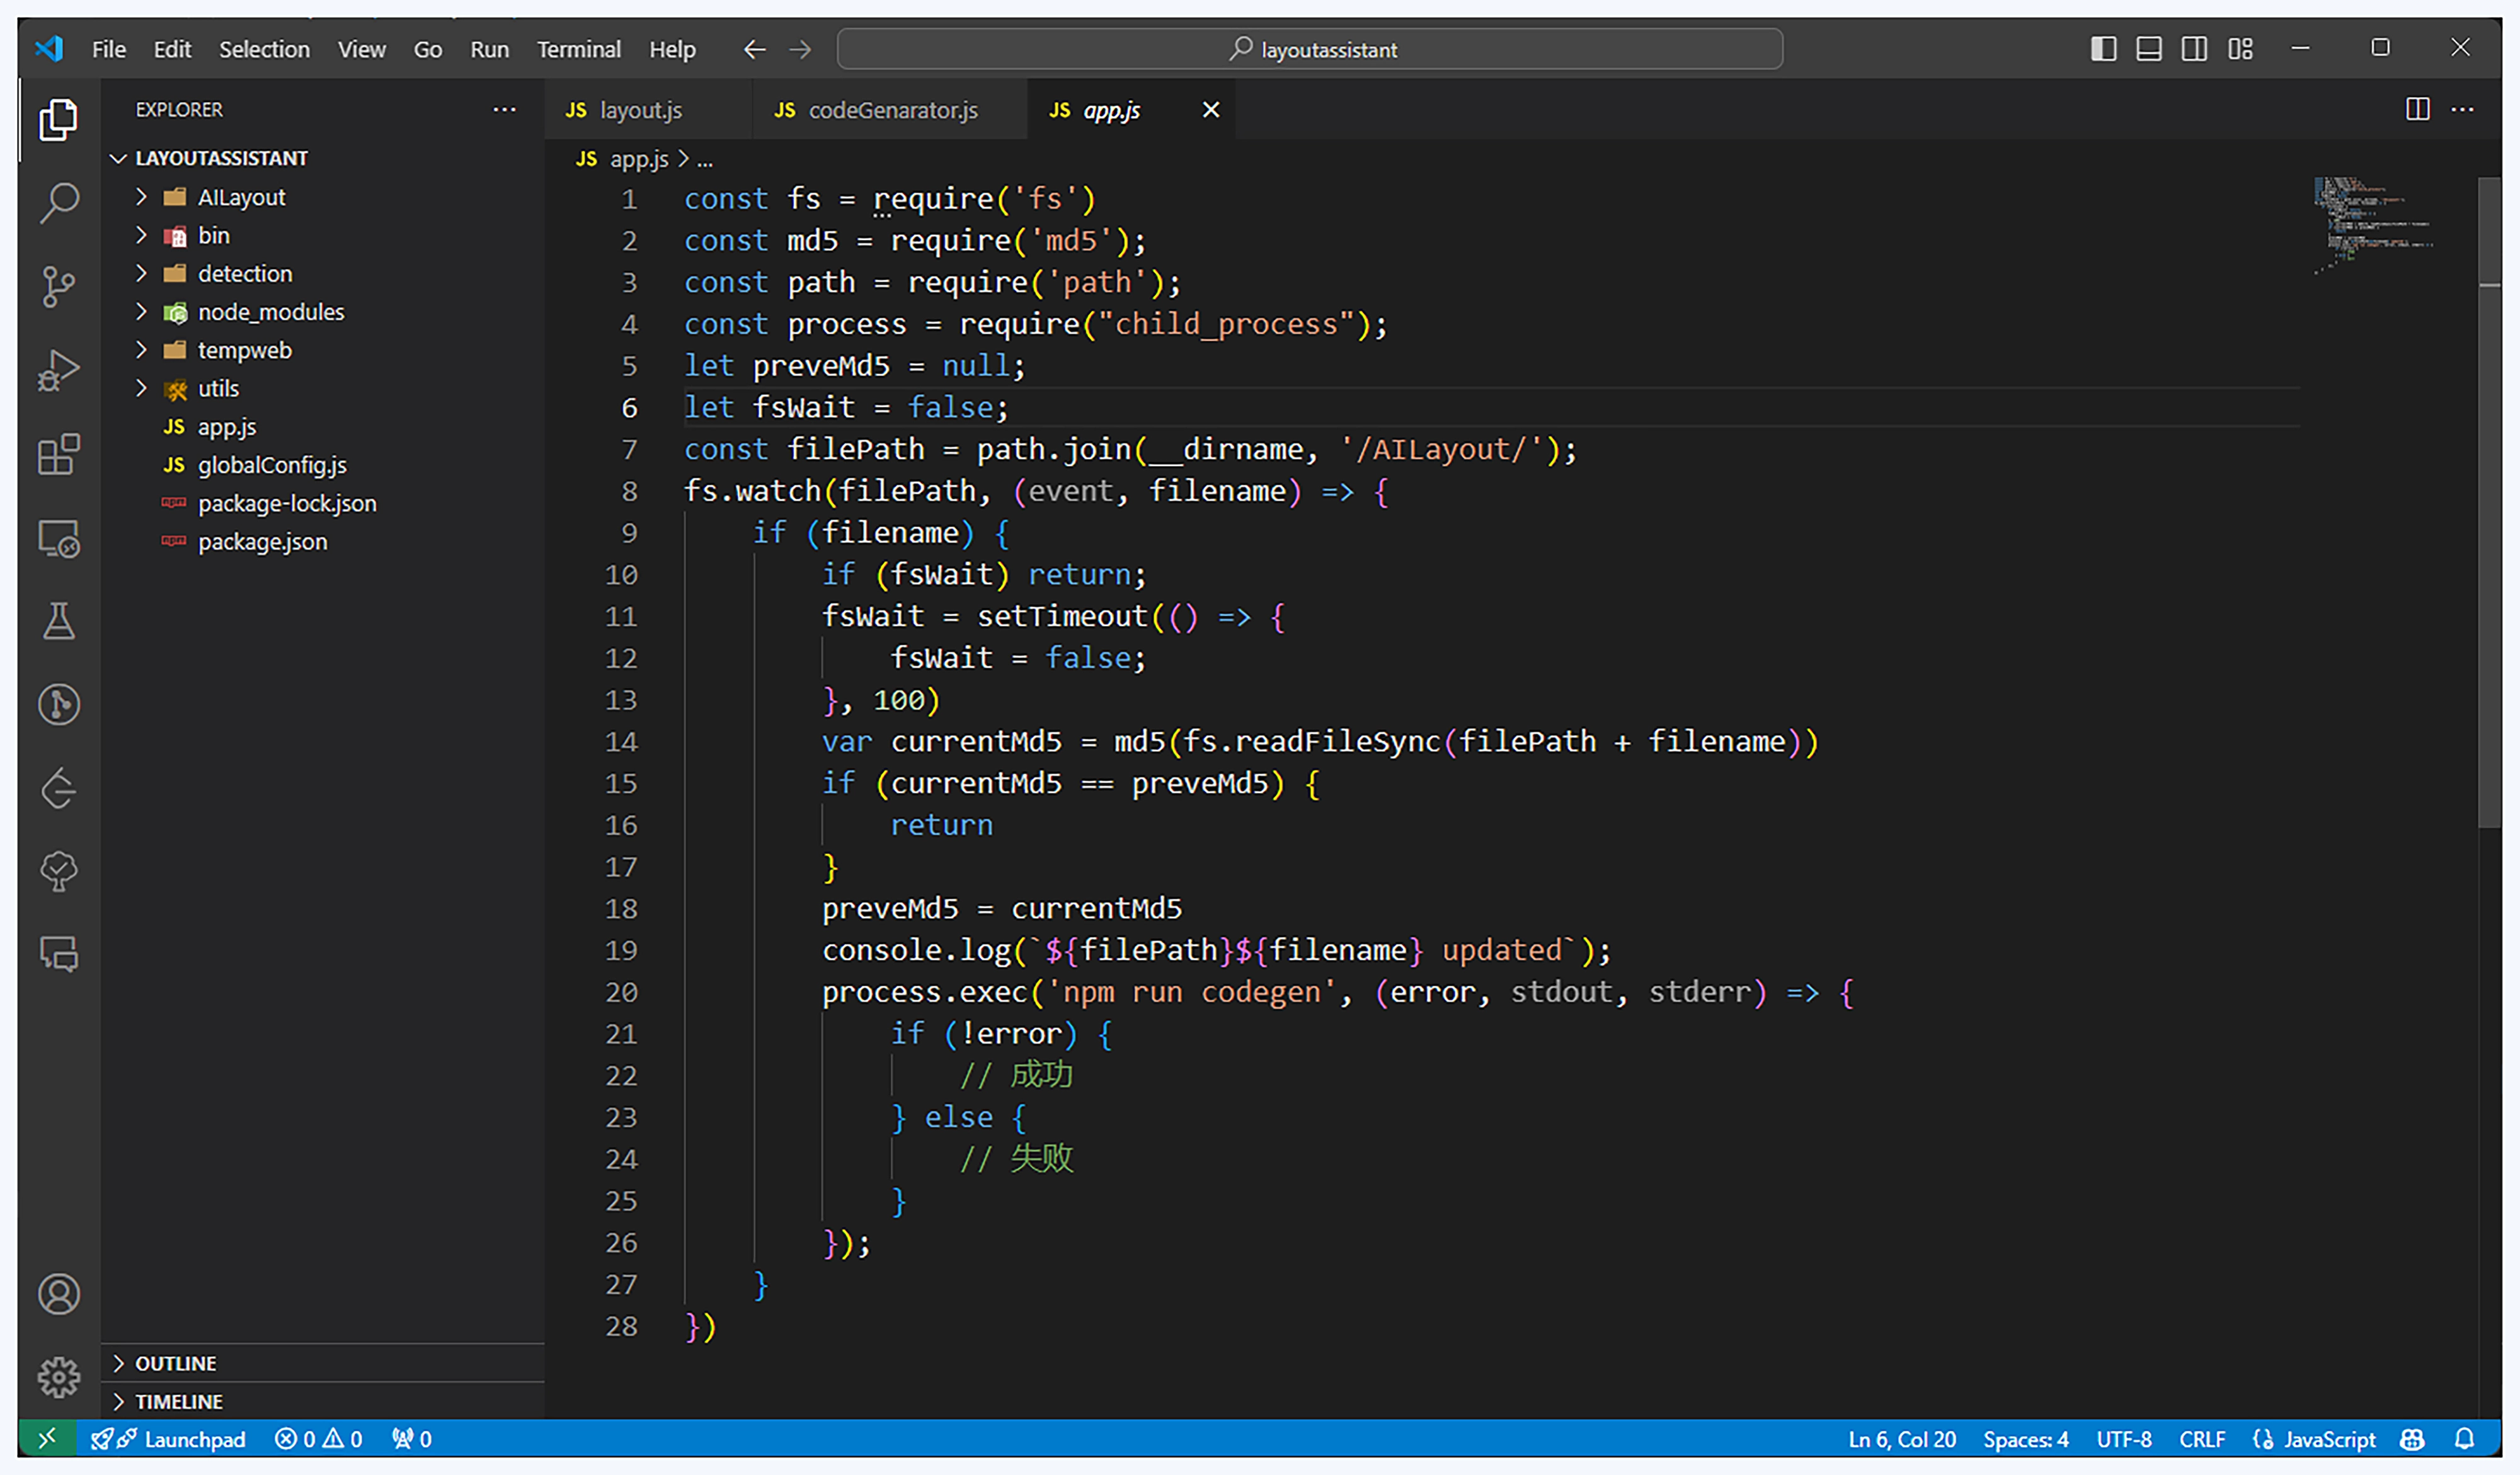 File Edit Selection View Go Run Terminal Help layoutassistant
EXPLORER
LAYOUTASSISTANT
AILayout
bin
detection
node_modules
tempweb
utils
JS app.js
JS globalConfig.js
package-lock.json
package.json
OUTLINE
TIMELINE
JS layout.js JS codeGenarator.js JS app.js
JS app.js > ...
1 const fs = require('fs')
2 const md5 = require('md5');
3 const path = require('path');
4 const process = require("child_process");
5 let preveMd5 = null;
6 let fsWait = false;
7 const filePath = path.join(__dirname, '/AILayout/');
8 fs.watch(filePath, (event, filename) => {
9     if (filename) {
10         if (fsWait) return;
11         fsWait = setTimeout(() => {
12             fsWait = false;
13         }, 100)
14         var currentMd5 = md5(fs.readFileSync(filePath + filename))
15         if (currentMd5 == preveMd5) {
16             return
17         }
18         preveMd5 = currentMd5
19         console.log(`${filePath}${filename} updated`);
20         process.exec('npm run codegen', (error, stdout, stderr) => {
21             if (!error) {
22                 // 成功
23             } else {
24                 // 失败
25             }
26         });
27     }
28 })
Launchpad 0 0 0 Ln 6, Col 20 Spaces: 4 UTF-8 CRLF JavaScript